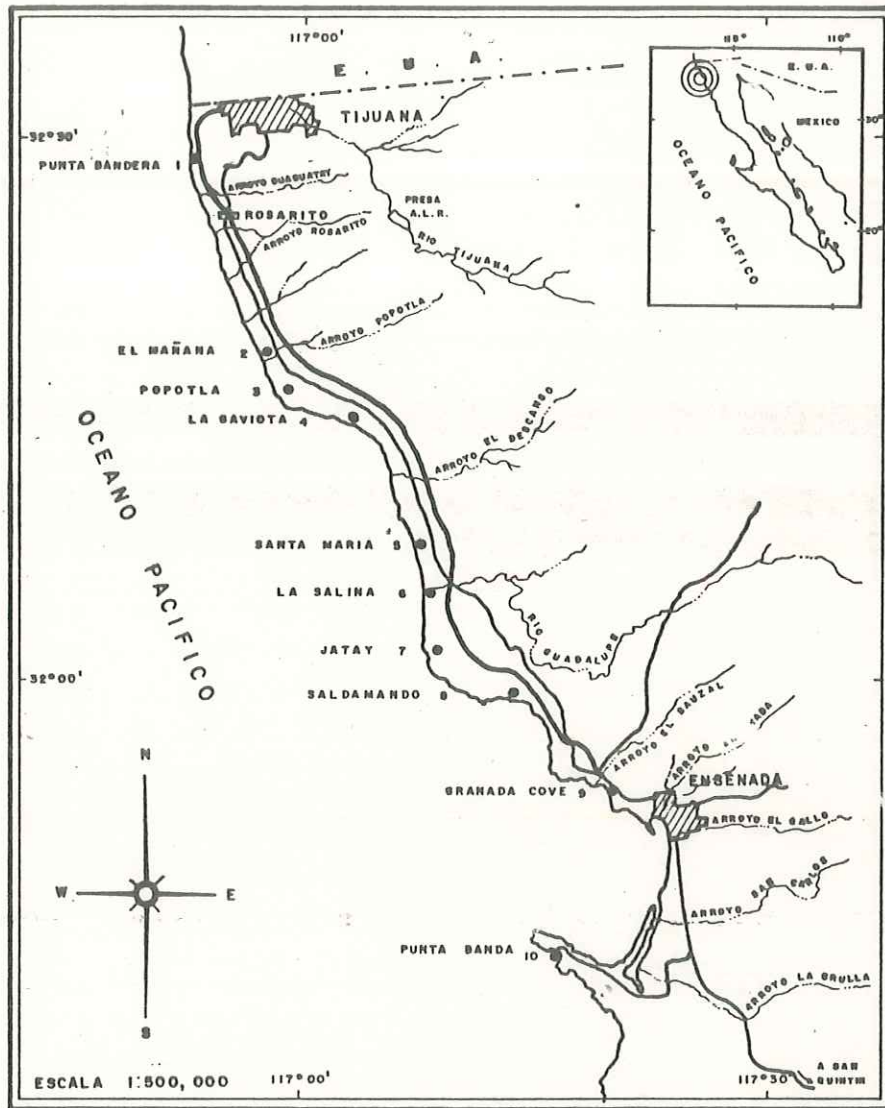 117°00'
E. U. A.
TIJUANA
32°30'
PUNTA BANDERA 1
ARROYO GUAGUATAY
ROSARITO
ARROYO ROSARITO
PRESA
A.L.R.
RIO TIJUANA
ARROYO POPOTLA
EL MAÑANA 2
POPOTLA 3
LA GAVIOTA 4
ARROYO EL DESCANSO
OCEANO PACIFICO
SANTA MARIA 5
LA SALINA 6
RIO GUADALUPE
JATAY 7
32°00'
SALDAMANDO 8
ARROYO EL SAUZAL
ARROYO
GRANADA COVE 9
ENSENADA
ARROYO EL GALLO
ARROYO SAN CARLOS
PUNTA BANDA 10
ARROYO LA GRULLA
A SAN
QUINTIN
N
W
E
S
ESCALA 1:500,000
117°00'
117°30'
110°
E. U. A.
30°
MEXICO
OCEANO PACIFICO
20°